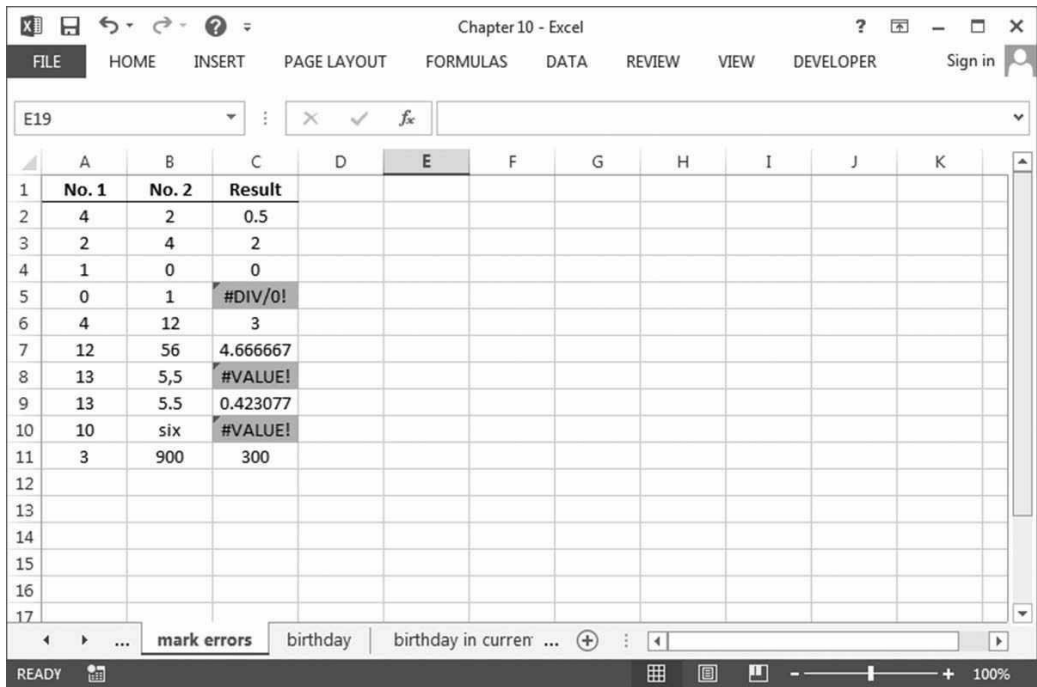 Chapter 10 - Excel ?
FILE HOME INSERT PAGE LAYOUT FORMULAS DATA REVIEW VIEW DEVELOPER Sign in
E19 fx
A B C D E F G H I J K
1 No. 1 No. 2 Result
2 4 2 0.5
3 2 4 2
4 1 0 0
5 0 1 #DIV/0!
6 4 12 3
7 12 56 4.666667
8 13 5,5 #VALUE!
9 13 5.5 0.423077
10 10 six #VALUE!
11 3 900 300
12
13
14
15
16
17
... mark errors birthday birthday in curren ...
READY 100%